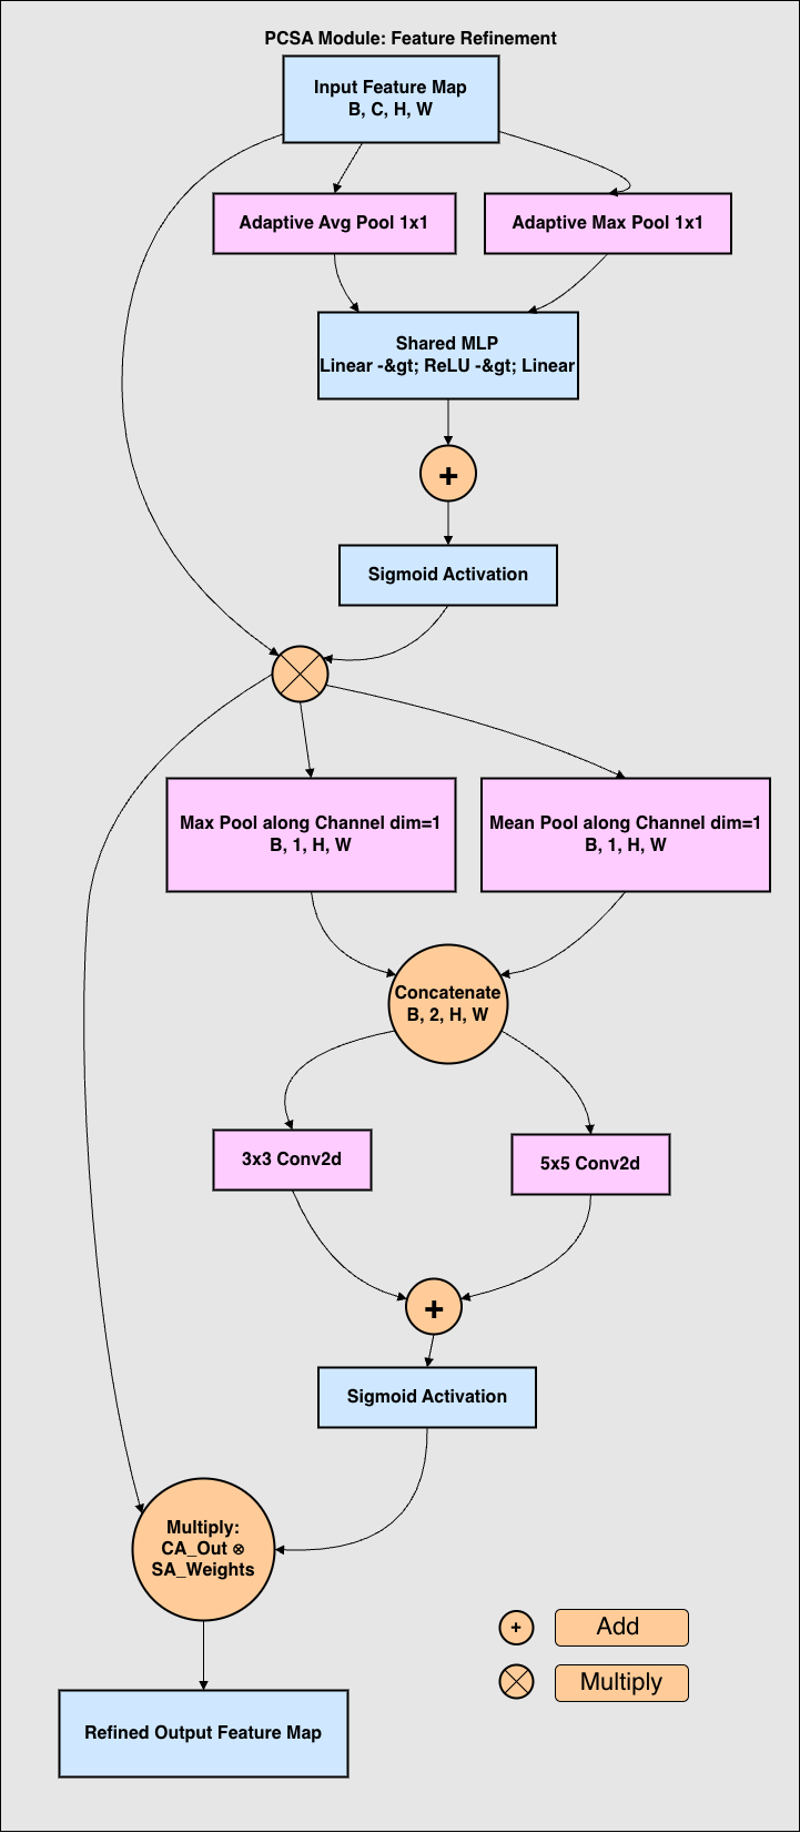 PCSA Module: Feature Refinement
Input Feature Map
B, C, H, W
Adaptive Avg Pool 1x1
Adaptive Max Pool 1x1
Shared MLP
Linear -&gt; ReLU -&gt; Linear
+
Sigmoid Activation
Max Pool along Channel dim=1
B, 1, H, W
Mean Pool along Channel dim=1
B, 1, H, W
Concatenate
B, 2, H, W
3x3 Conv2d
5x5 Conv2d
+
Sigmoid Activation
Multiply:
CA_Out ⊗
SA_Weights
+ Add
Multiply
Refined Output Feature Map